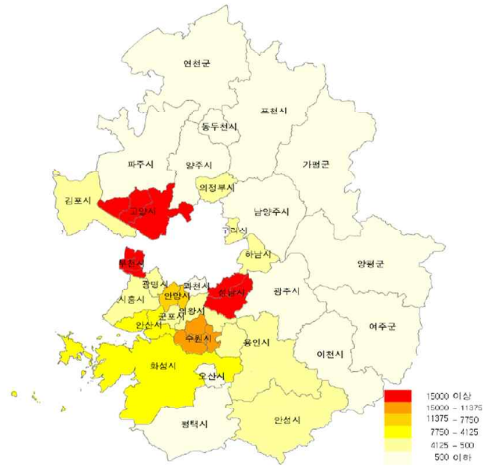 연천군
포천시
동두천시
파주시
양주시
가평군
의정부시
김포시
고양시
남양주시
구리시
하남시
양평군
부천시
광명시
과천시
성남시
광주시
시흥시
안양시
군포시
의왕시
안산시
여주군
수원시
용인시
이천시
화성시
오산시
평택시
안성시
15000 이상
15000 - 11375
11375 - 7750
7750 - 4125
4125 - 500
500 이하